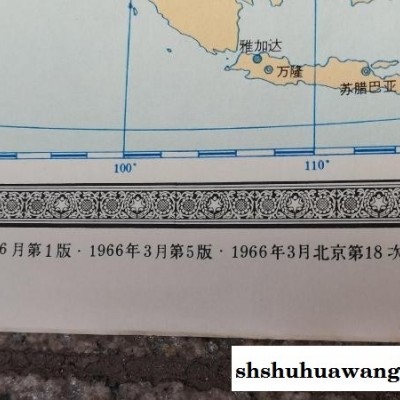 雅加达
万隆
苏腊巴亚
100° 110°
6月第1版·1966年3月第5版·1966年3月北京第18次
shshuhuawang